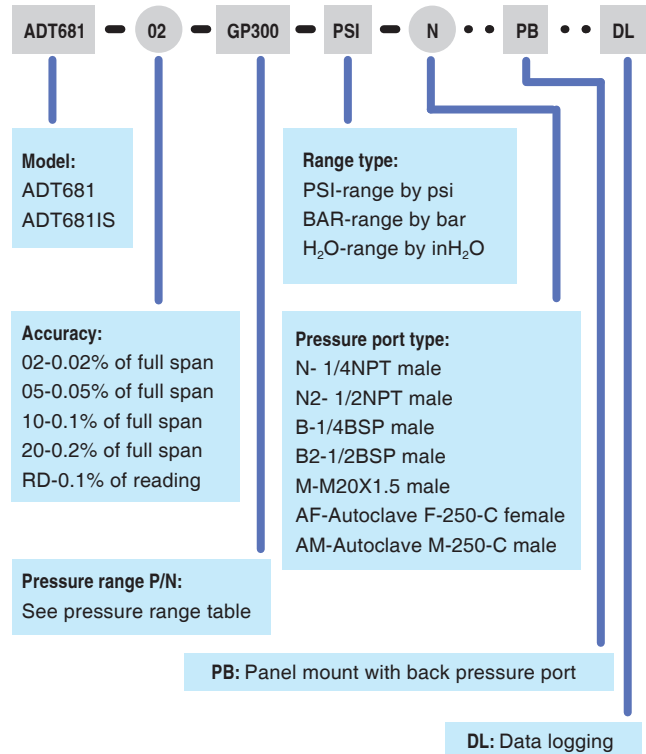 ADT681 – 02 – GP300 – PSI – N · · PB · · DL
Model:
ADT681
ADT681IS
Range type:
PSI-range by psi
BAR-range by bar
H₂O-range by inH₂O
Accuracy:
02-0.02% of full span
05-0.05% of full span
10-0.1% of full span
20-0.2% of full span
RD-0.1% of reading
Pressure port type:
N- 1/4NPT male
N2- 1/2NPT male
B-1/4BSP male
B2-1/2BSP male
M-M20X1.5 male
AF-Autoclave F-250-C female
AM-Autoclave M-250-C male
Pressure range P/N:
See pressure range table
PB: Panel mount with back pressure port
DL: Data logging